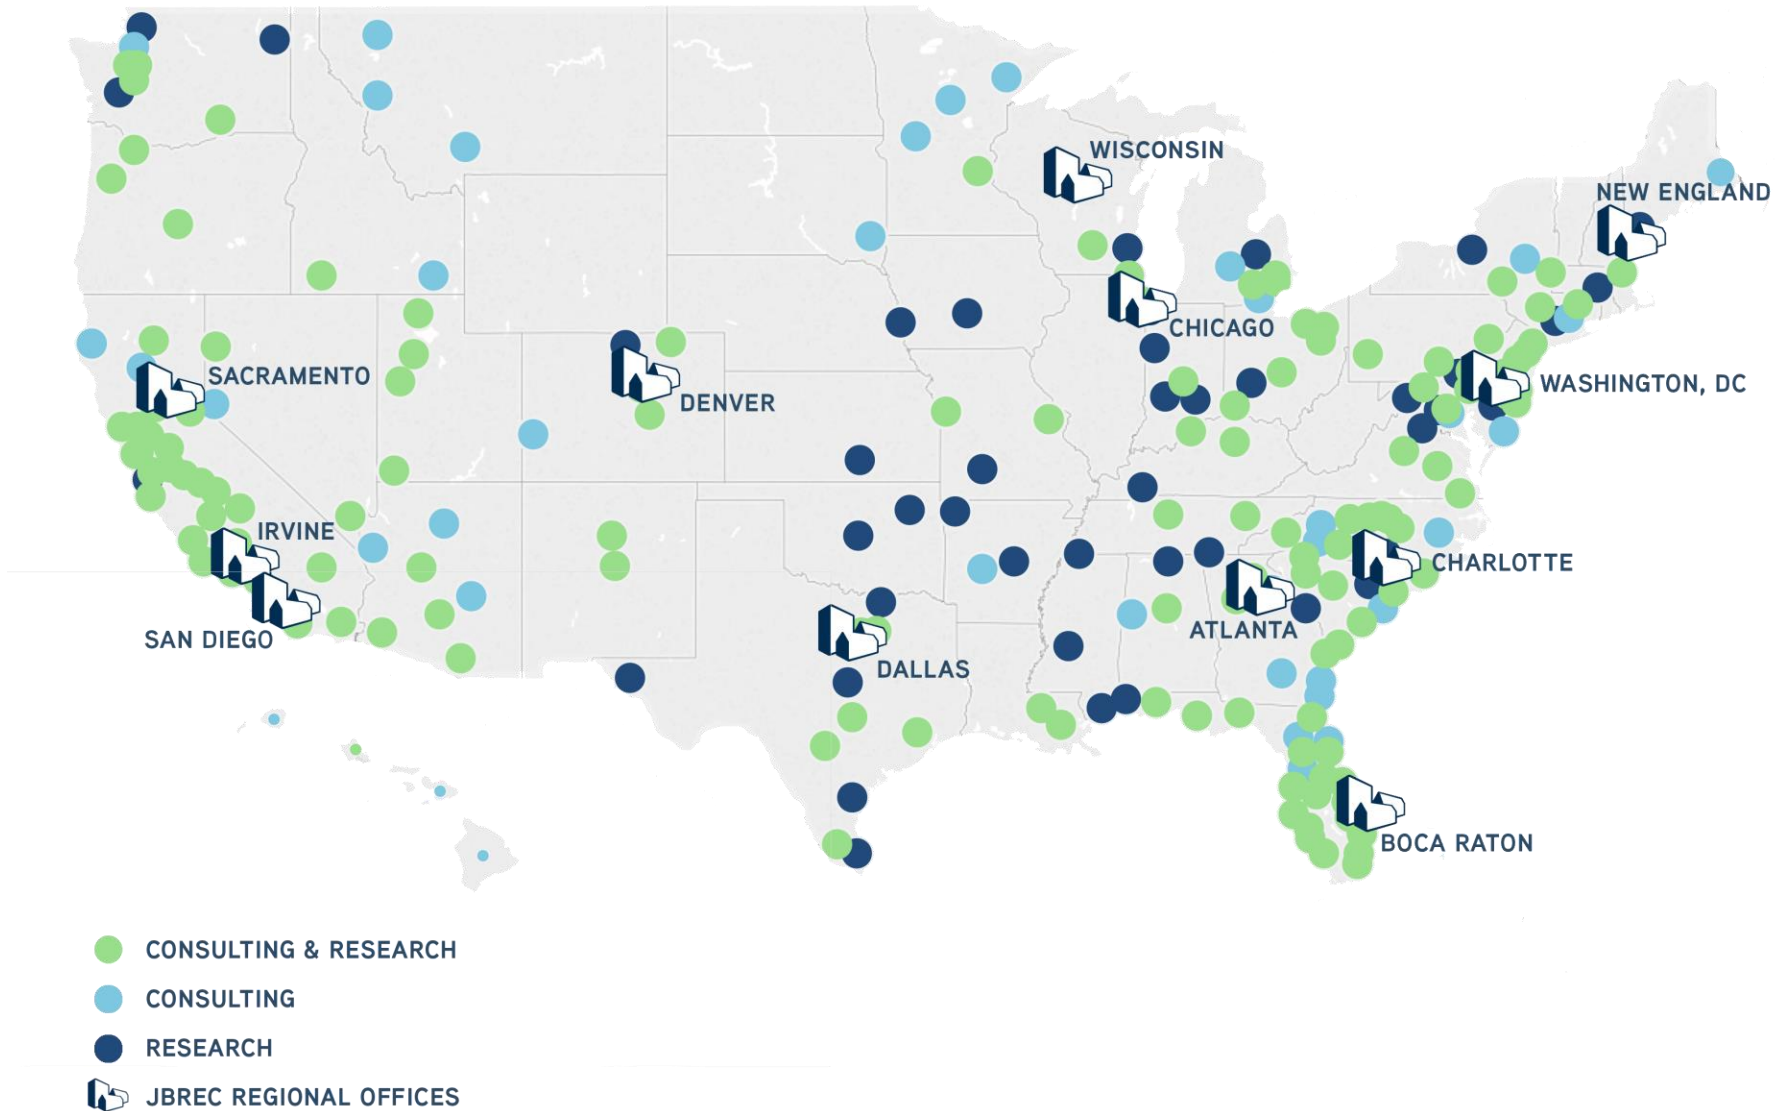 WISCONSIN
NEW ENGLAND
CHICAGO
SACRAMENTO
DENVER
WASHINGTON, DC
IRVINE
CHARLOTTE
SAN DIEGO
ATLANTA
DALLAS
BOCA RATON
CONSULTING & RESEARCH
CONSULTING
RESEARCH
JBREC REGIONAL OFFICES